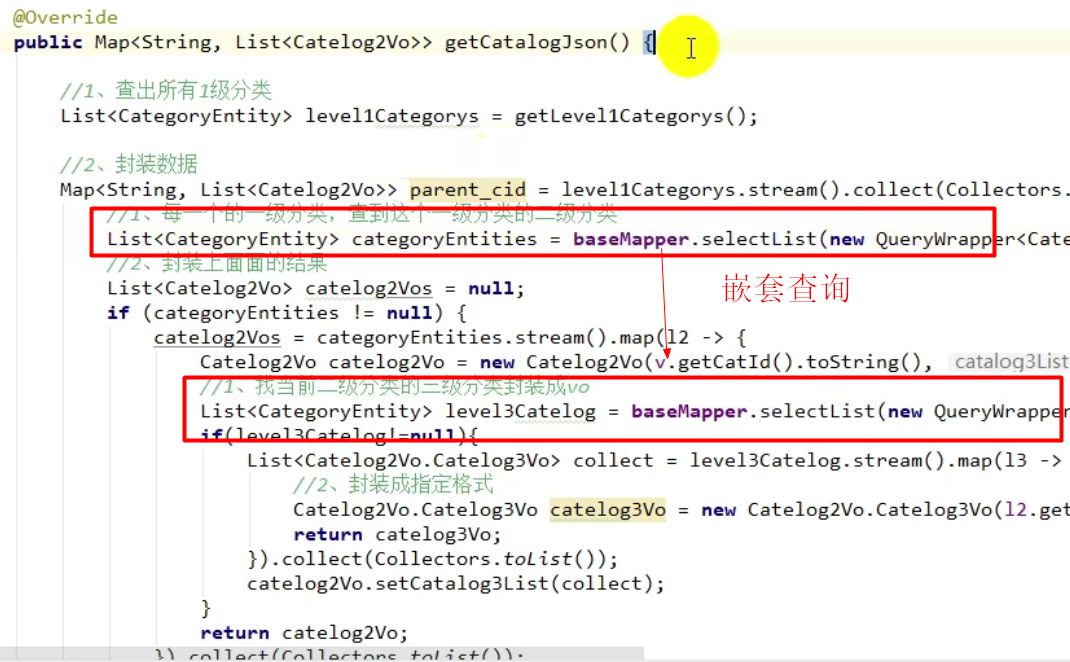 @Override
public Map<String, List<Catelog2Vo>> getCatalogJson() {
//1、查出所有1级分类
List<CategoryEntity> level1Categorys = getLevel1Categorys();
//2、封装数据
Map<String, List<Catelog2Vo>> parent_cid = level1Categorys.stream().collect(Collectors.
//1、每一个的一级分类，查到这个一级分类的二级分类
List<CategoryEntity> categoryEntities = baseMapper.selectList(new QueryWrapper<Cate
//2、封装上面面的结果
List<Catelog2Vo> catelog2Vos = null;
嵌套查询
if (categoryEntities != null) {
catelog2Vos = categoryEntities.stream().map(l2 -> {
Catelog2Vo catelog2Vo = new Catelog2Vo(v.getCatId().toString(), catalog3List
//1、找当前二级分类的三级分类封装成vo
List<CategoryEntity> level3Catelog = baseMapper.selectList(new QueryWrapper
if(level3Catelog!=null){
List<Catelog2Vo.Catelog3Vo> collect = level3Catelog.stream().map(l3 ->
//2、封装成指定格式
Catelog2Vo.Catelog3Vo catelog3Vo = new Catelog2Vo.Catelog3Vo(l2.get
return catelog3Vo;
}).collect(Collectors.toList());
catelog2Vo.setCatalog3List(collect);
}
return catelog2Vo;
}).collect(Collectors.toList());